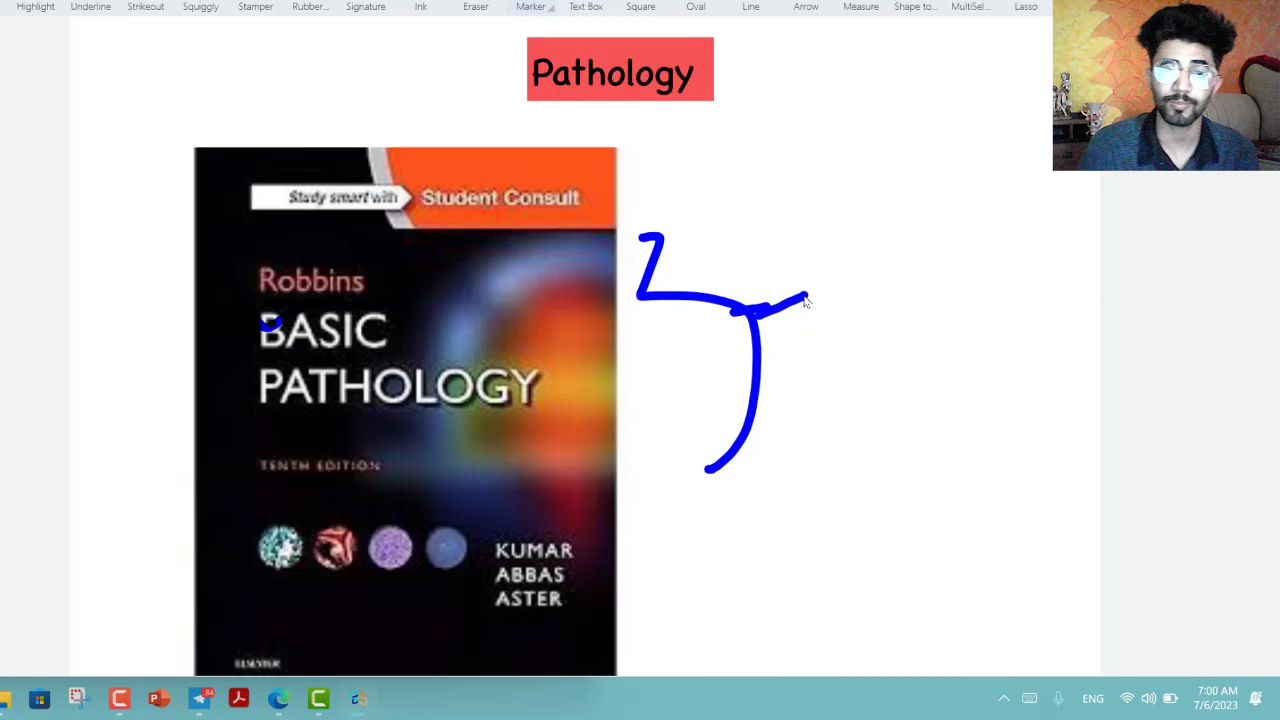 Highlight Underline Strikeout Squiggly Stamper Rubber... Signature Ink Eraser Marker Text Box Square Oval Line Arrow Measure Shape to... MultiSel... Lasso
Pathology
Study smart with Student Consult
Robbins
BASIC
PATHOLOGY
TENTH EDITION
KUMAR
ABBAS
ASTER
ELSEVIER
84
ENG
7:00 AM
7/6/2023